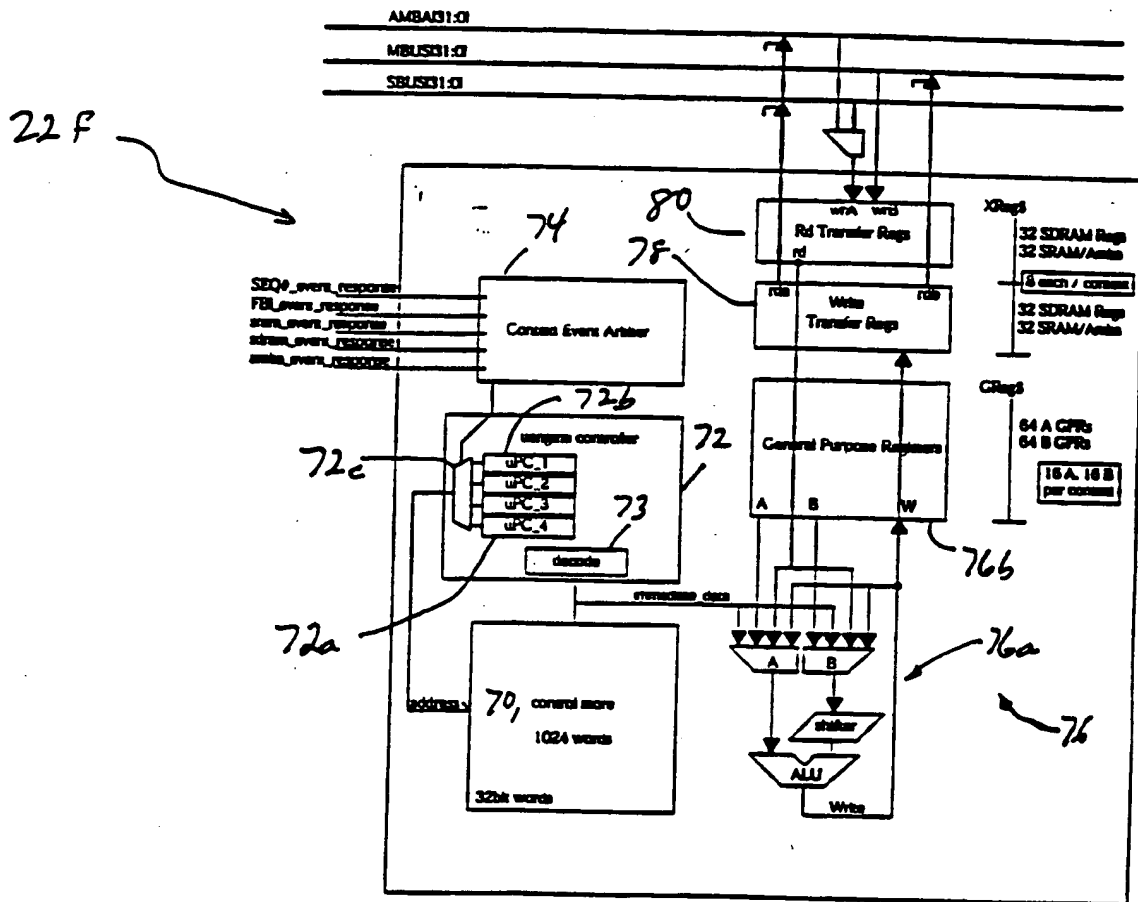 AMBA[31:0]
MBUS[31:0]
SBUS[31:0]
22F
80
wrA
Rd Transfer Regs
rd
XRegs
32 SDRAM Regs
32 SRAM/Amba
74
78
SEQ#_event_response
FBI_event_response
sram_event_response
sdram_event_response
amba_event_response
Context Event Arbiter
Write
Transfer Regs
8 each / context
32 SDRAM Regs
32 SRAM/Amba
GRegs
72b
72
72c
controller
uPC_1
uPC_2
uPC_3
uPC_4
73
decode
General Purpose Registers
A
B
W
64 A GPRs
64 B GPRs
16 A, 16 B
per context
76b
immediate data
72a
A
B
76a
76
address
70,
control store
1024 words
32bit words
shifter
ALU
Write